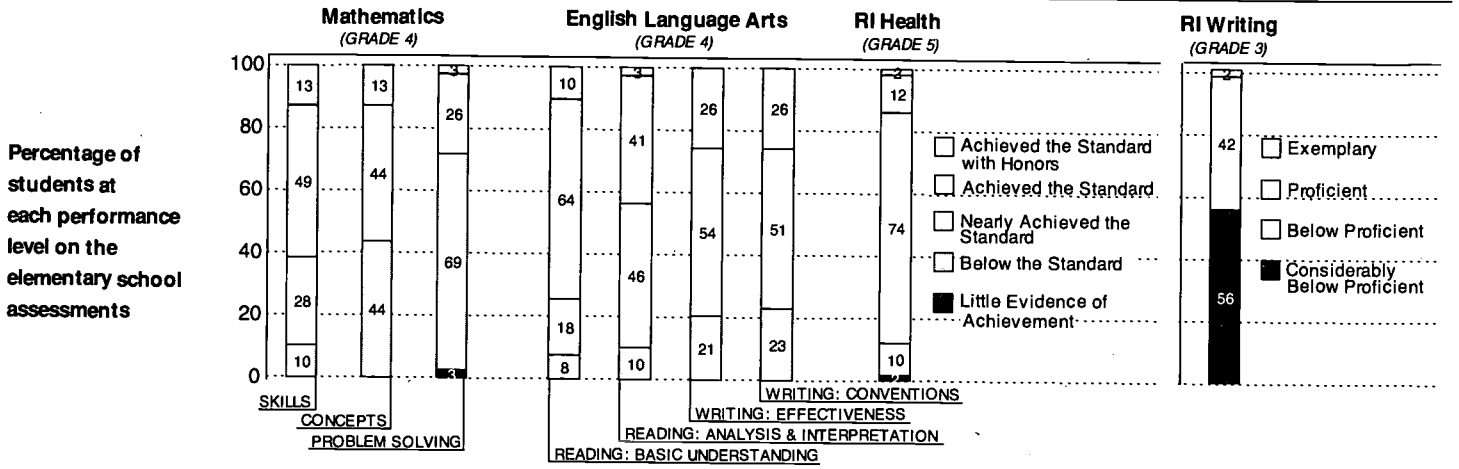 Mathematics
(GRADE 4)
English Language Arts
(GRADE 4)
RI Health
(GRADE 5)
RI Writing
(GRADE 3)
Percentage of
students at
each performance
level on the
elementary school
assessments
100
80
60
40
20
0
13
49
28
10
13
44
44
3
26
69
3
10
64
18
8
3
41
46
10
26
54
21
26
51
23
2
12
74
10
2
Achieved the Standard
with Honors
Achieved the Standard
Nearly Achieved the
Standard
Below the Standard
Little Evidence of
Achievement
2
42
56
Exemplary
Proficient
Below Proficient
Considerably
Below Proficient
SKILLS
CONCEPTS
PROBLEM SOLVING
WRITING: CONVENTIONS
WRITING: EFFECTIVENESS
READING: ANALYSIS & INTERPRETATION
READING: BASIC UNDERSTANDING